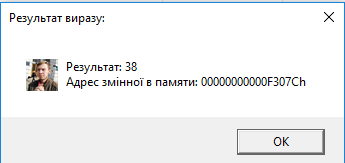 Результат виразу:
Результат: 38
Адрес змінної в памяти: 00000000000F307Ch
OK